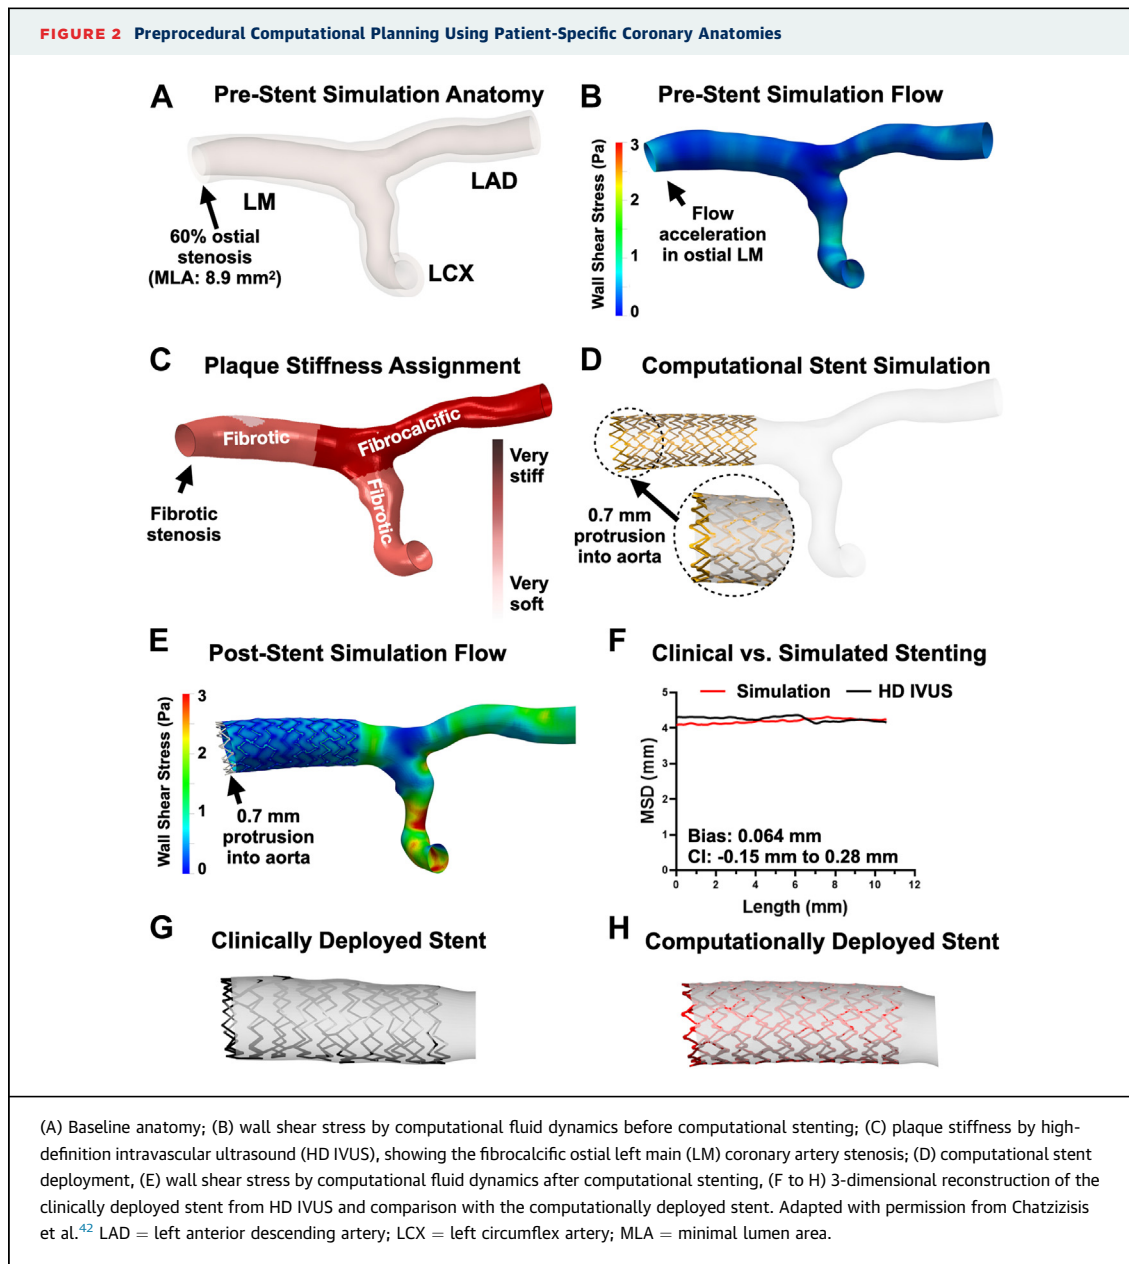 FIGURE 2 Preprocedural Computational Planning Using Patient-Specific Coronary Anatomies
A Pre-Stent Simulation Anatomy
LM
LAD
LCX
60% ostial
stenosis
(MLA: 8.9 mm²)
B Pre-Stent Simulation Flow
Wall Shear Stress (Pa)
3
2
1
0
Flow
acceleration
in ostial LM
C Plaque Stiffness Assignment
Fibrotic
Fibrocalcific
Fibrotic
Fibrotic
stenosis
Very
stiff
Very
soft
D Computational Stent Simulation
0.7 mm
protrusion
into aorta
E Post-Stent Simulation Flow
Wall Shear Stress (Pa)
3
2
1
0
0.7 mm
protrusion
into aorta
F Clinical vs. Simulated Stenting
Simulation HD IVUS
MSD (mm)
5
4
3
2
1
0
Bias: 0.064 mm
CI: -0.15 mm to 0.28 mm
0 2 4 6 8 10 12
Length (mm)
G Clinically Deployed Stent
H Computationally Deployed Stent
(A) Baseline anatomy; (B) wall shear stress by computational fluid dynamics before computational stenting; (C) plaque stiffness by high-
definition intravascular ultrasound (HD IVUS), showing the fibrocalcific ostial left main (LM) coronary artery stenosis; (D) computational stent
deployment, (E) wall shear stress by computational fluid dynamics after computational stenting, (F to H) 3-dimensional reconstruction of the
clinically deployed stent from HD IVUS and comparison with the computationally deployed stent. Adapted with permission from Chatzizisis
et al.42 LAD = left anterior descending artery; LCX = left circumflex artery; MLA = minimal lumen area.